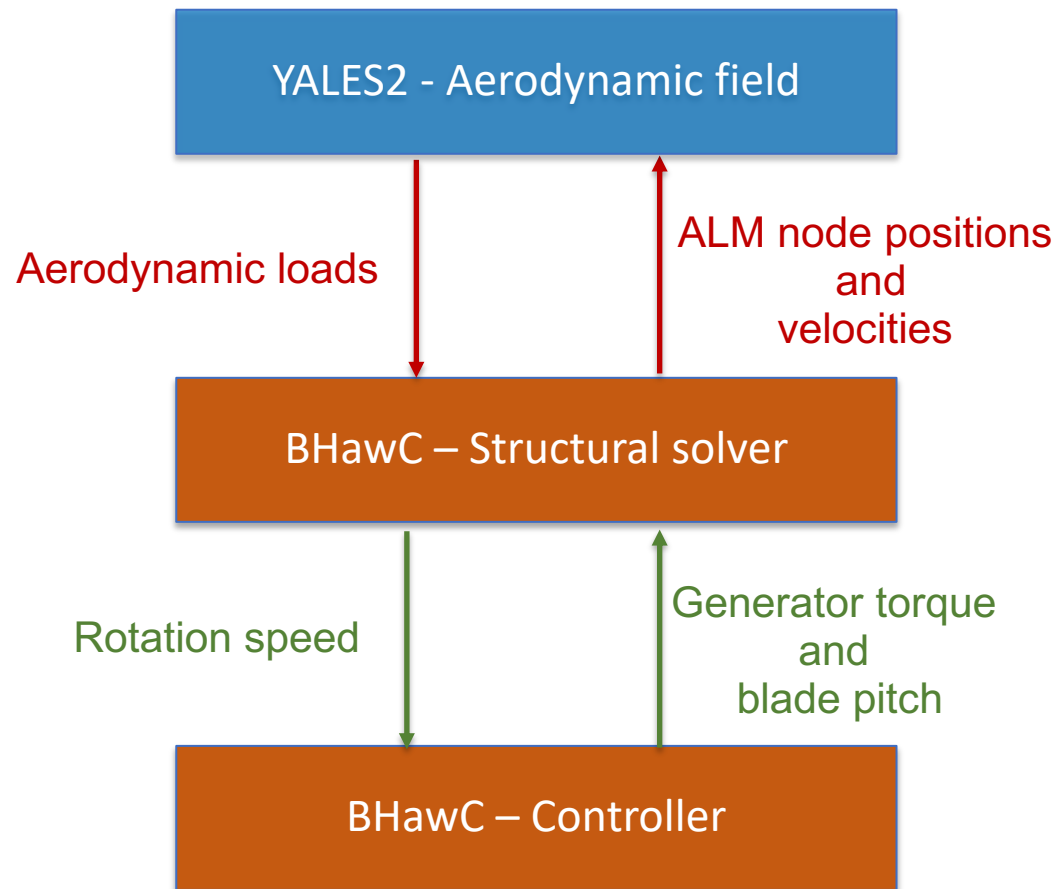 YALES2 - Aerodynamic field
Aerodynamic loads
ALM node positions
and
velocities
BHawC – Structural solver
Rotation speed
Generator torque
and
blade pitch
BHawC – Controller